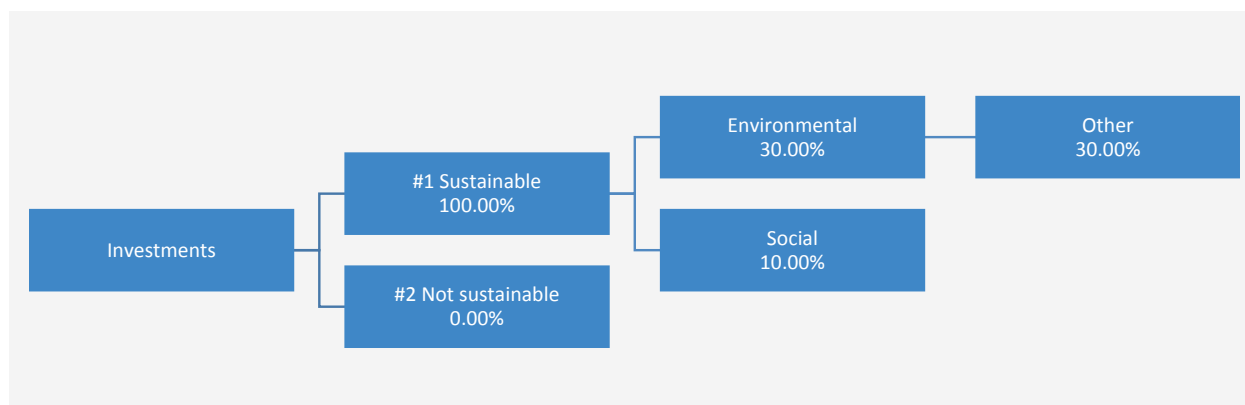 Investments
#1 Sustainable
100.00%
#2 Not sustainable
0.00%
Environmental
30.00%
Social
10.00%
Other
30.00%